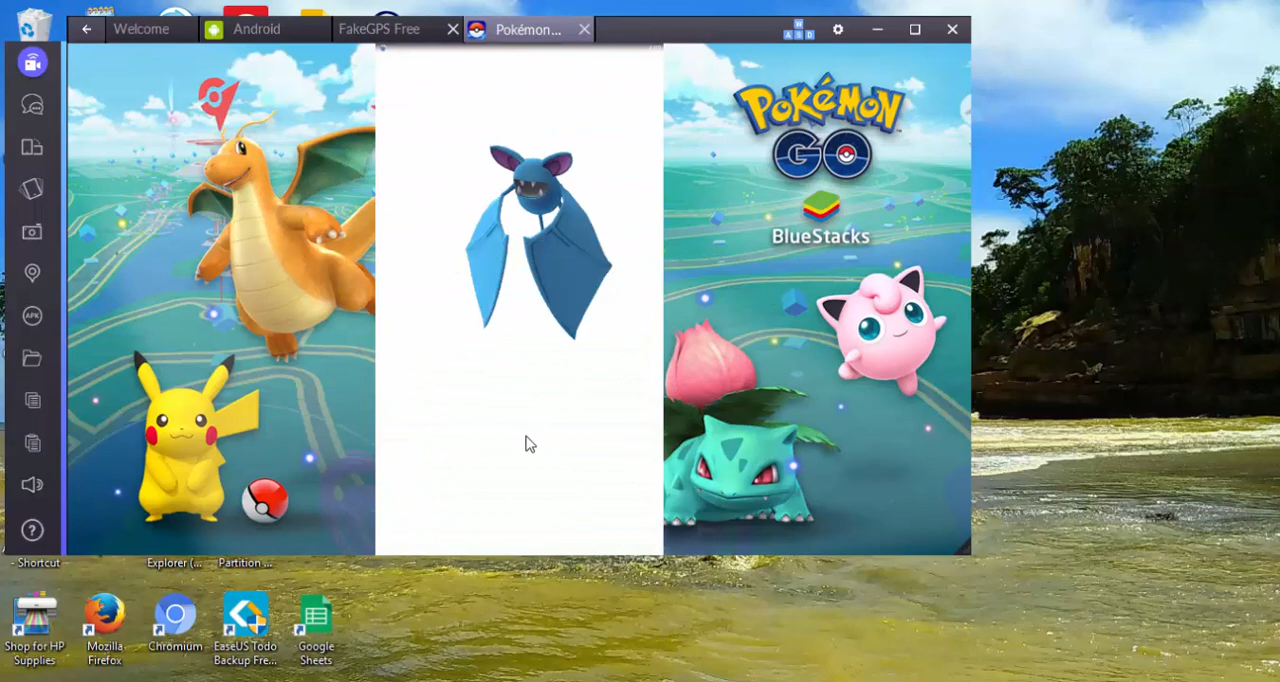 Welcome
Android
FakeGPS Free
Pokémon...
W
A S D
POKéMON
GO
BlueStacks
APK
?
- Shortcut
Explorer (...
Partition ...
Shop for HP
Supplies
Mozilla
Firefox
Chromium
EaseUS Todo
Backup Fre...
Google
Sheets